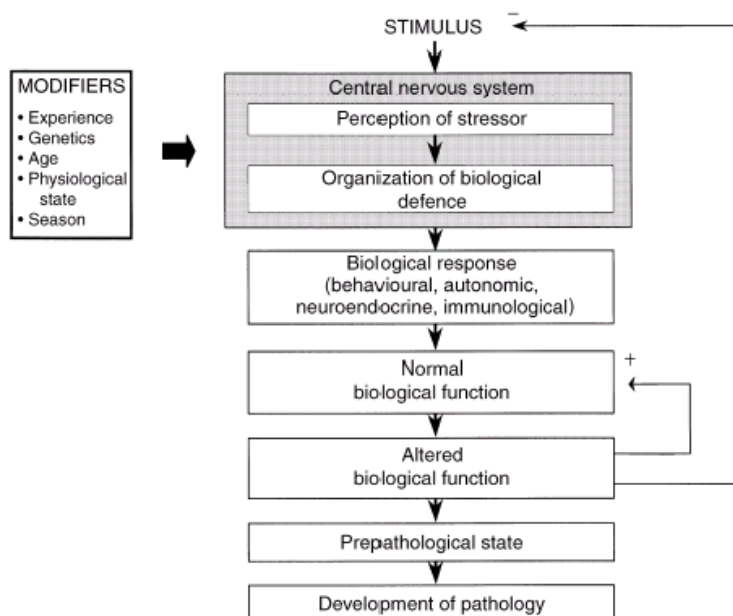 STIMULUS
−
MODIFIERS
• Experience
• Genetics
• Age
• Physiological
state
• Season
Central nervous system
Perception of stressor
Organization of biological
defence
Biological response
(behavioural, autonomic,
neuroendocrine, immunological)
Normal
biological function
+
Altered
biological function
Prepathological state
Development of pathology